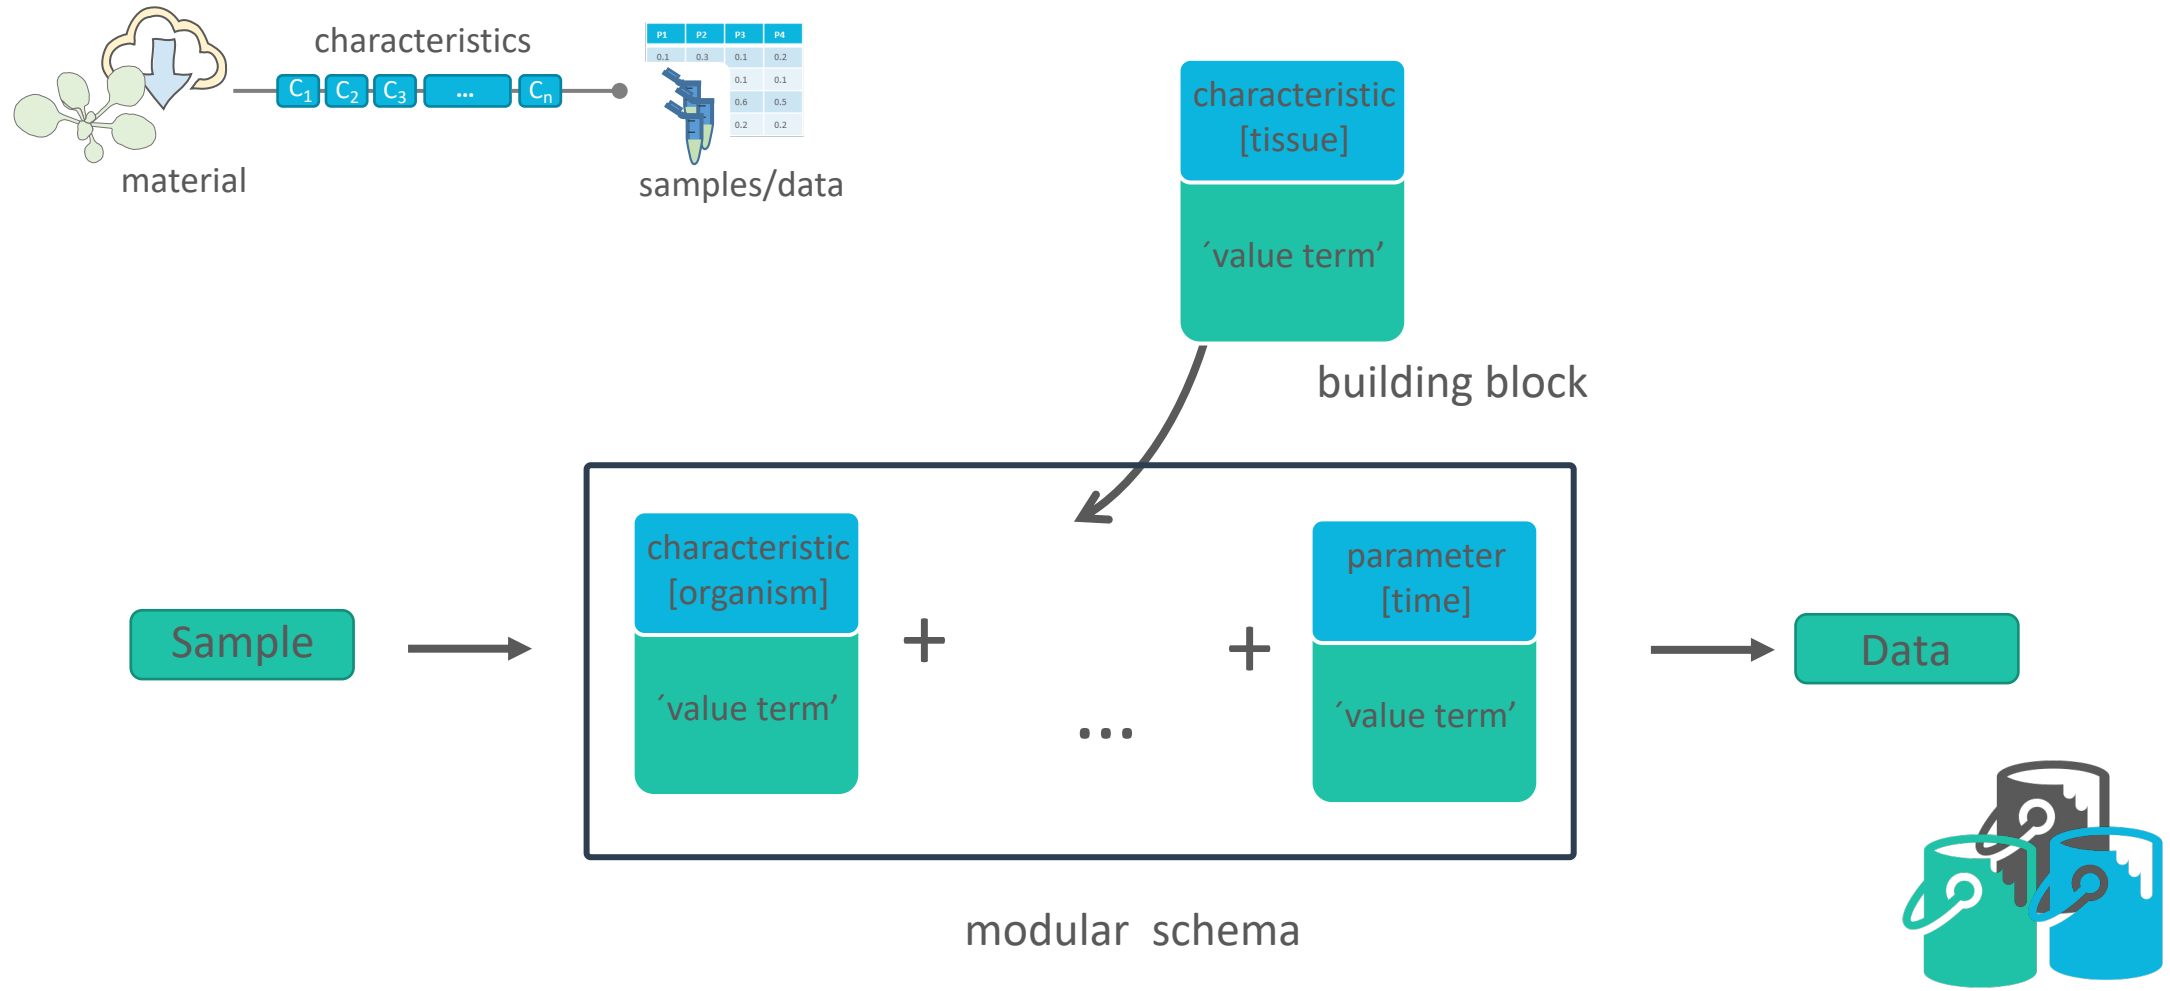 characteristics
C1 C2 C3 ... Cn
material
P1 P2 P3 P4
0.1 0.3 0.1 0.2
0.1 0.1
0.6 0.5
0.2 0.2
samples/data
characteristic
[tissue]
´value term’
building block
Sample
characteristic
[organism]
´value term’
+
...
+
parameter
[time]
´value term’
Data
modular schema